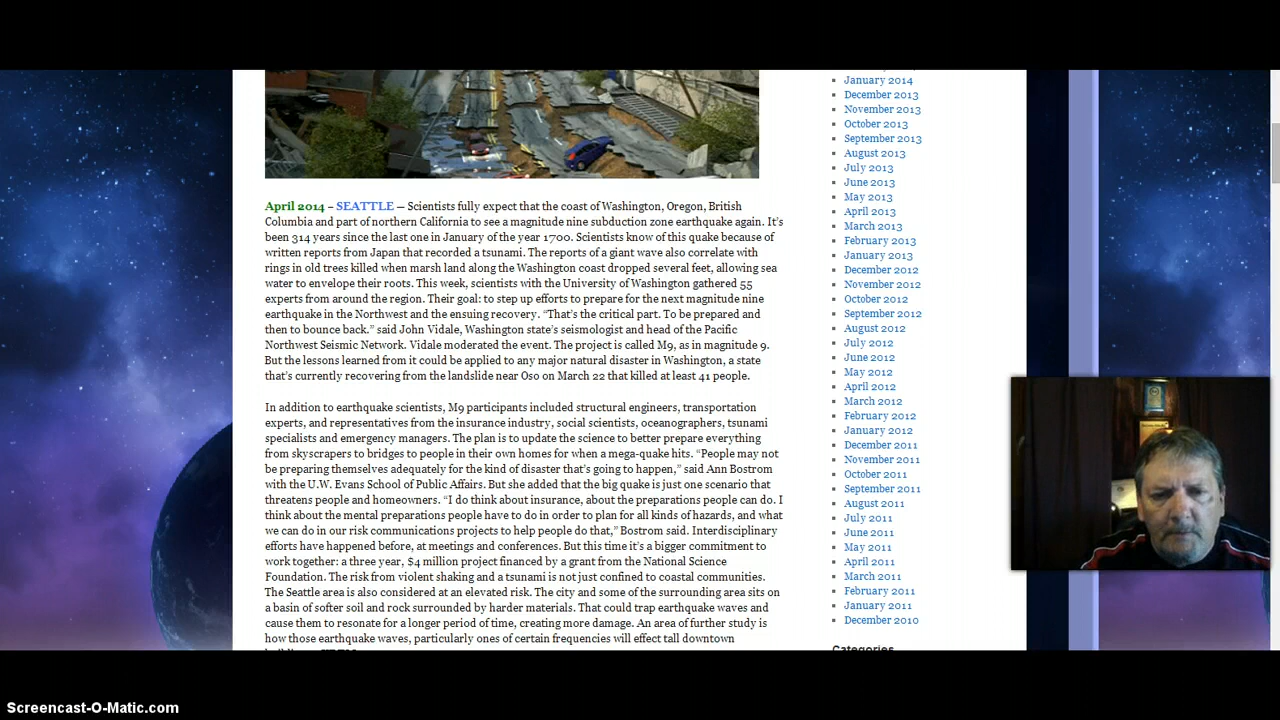 April 2014 – SEATTLE — Scientists fully expect that the coast of Washington, Oregon, British
Columbia and part of northern California to see a magnitude nine subduction zone earthquake again. It's
been 314 years since the last one in January of the year 1700. Scientists know of this quake because of
written reports from Japan that recorded a tsunami. The reports of a giant wave also correlate with
rings in old trees killed when marsh land along the Washington coast dropped several feet, allowing sea
water to envelope their roots. This week, scientists with the University of Washington gathered 55
experts from around the region. Their goal: to step up efforts to prepare for the next magnitude nine
earthquake in the Northwest and the ensuing recovery. “That's the critical part. To be prepared and
then to bounce back.” said John Vidale, Washington state's seismologist and head of the Pacific
Northwest Seismic Network. Vidale moderated the event. The project is called M9, as in magnitude 9.
But the lessons learned from it could be applied to any major natural disaster in Washington, a state
that's currently recovering from the landslide near Oso on March 22 that killed at least 41 people.
In addition to earthquake scientists, M9 participants included structural engineers, transportation
experts, and representatives from the insurance industry, social scientists, oceanographers, tsunami
specialists and emergency managers. The plan is to update the science to better prepare everything
from skyscrapers to bridges to people in their own homes for when a mega-quake hits. “People may not
be preparing themselves adequately for the kind of disaster that's going to happen,” said Ann Bostrom
with the U.W. Evans School of Public Affairs. But she added that the big quake is just one scenario that
threatens people and homeowners. “I do think about insurance, about the preparations people can do. I
think about the mental preparations people have to do in order to plan for all kinds of hazards, and what
we can do in our risk communications projects to help people do that,” Bostrom said. Interdisciplinary
efforts have happened before, at meetings and conferences. But this time it's a bigger commitment to
work together: a three year, $4 million project financed by a grant from the National Science
Foundation. The risk from violent shaking and a tsunami is not just confined to coastal communities.
The Seattle area is also considered at an elevated risk. The city and some of the surrounding area sits on
a basin of softer soil and rock surrounded by harder materials. That could trap earthquake waves and
cause them to resonate for a longer period of time, creating more damage. An area of further study is
how those earthquake waves, particularly ones of certain frequencies will effect tall downtown
January 2014
December 2013
November 2013
October 2013
September 2013
August 2013
July 2013
June 2013
May 2013
April 2013
March 2013
February 2013
January 2013
December 2012
November 2012
October 2012
September 2012
August 2012
July 2012
June 2012
May 2012
April 2012
March 2012
February 2012
January 2012
December 2011
November 2011
October 2011
September 2011
August 2011
July 2011
June 2011
May 2011
April 2011
March 2011
February 2011
January 2011
December 2010
Categories
Screencast-O-Matic.com